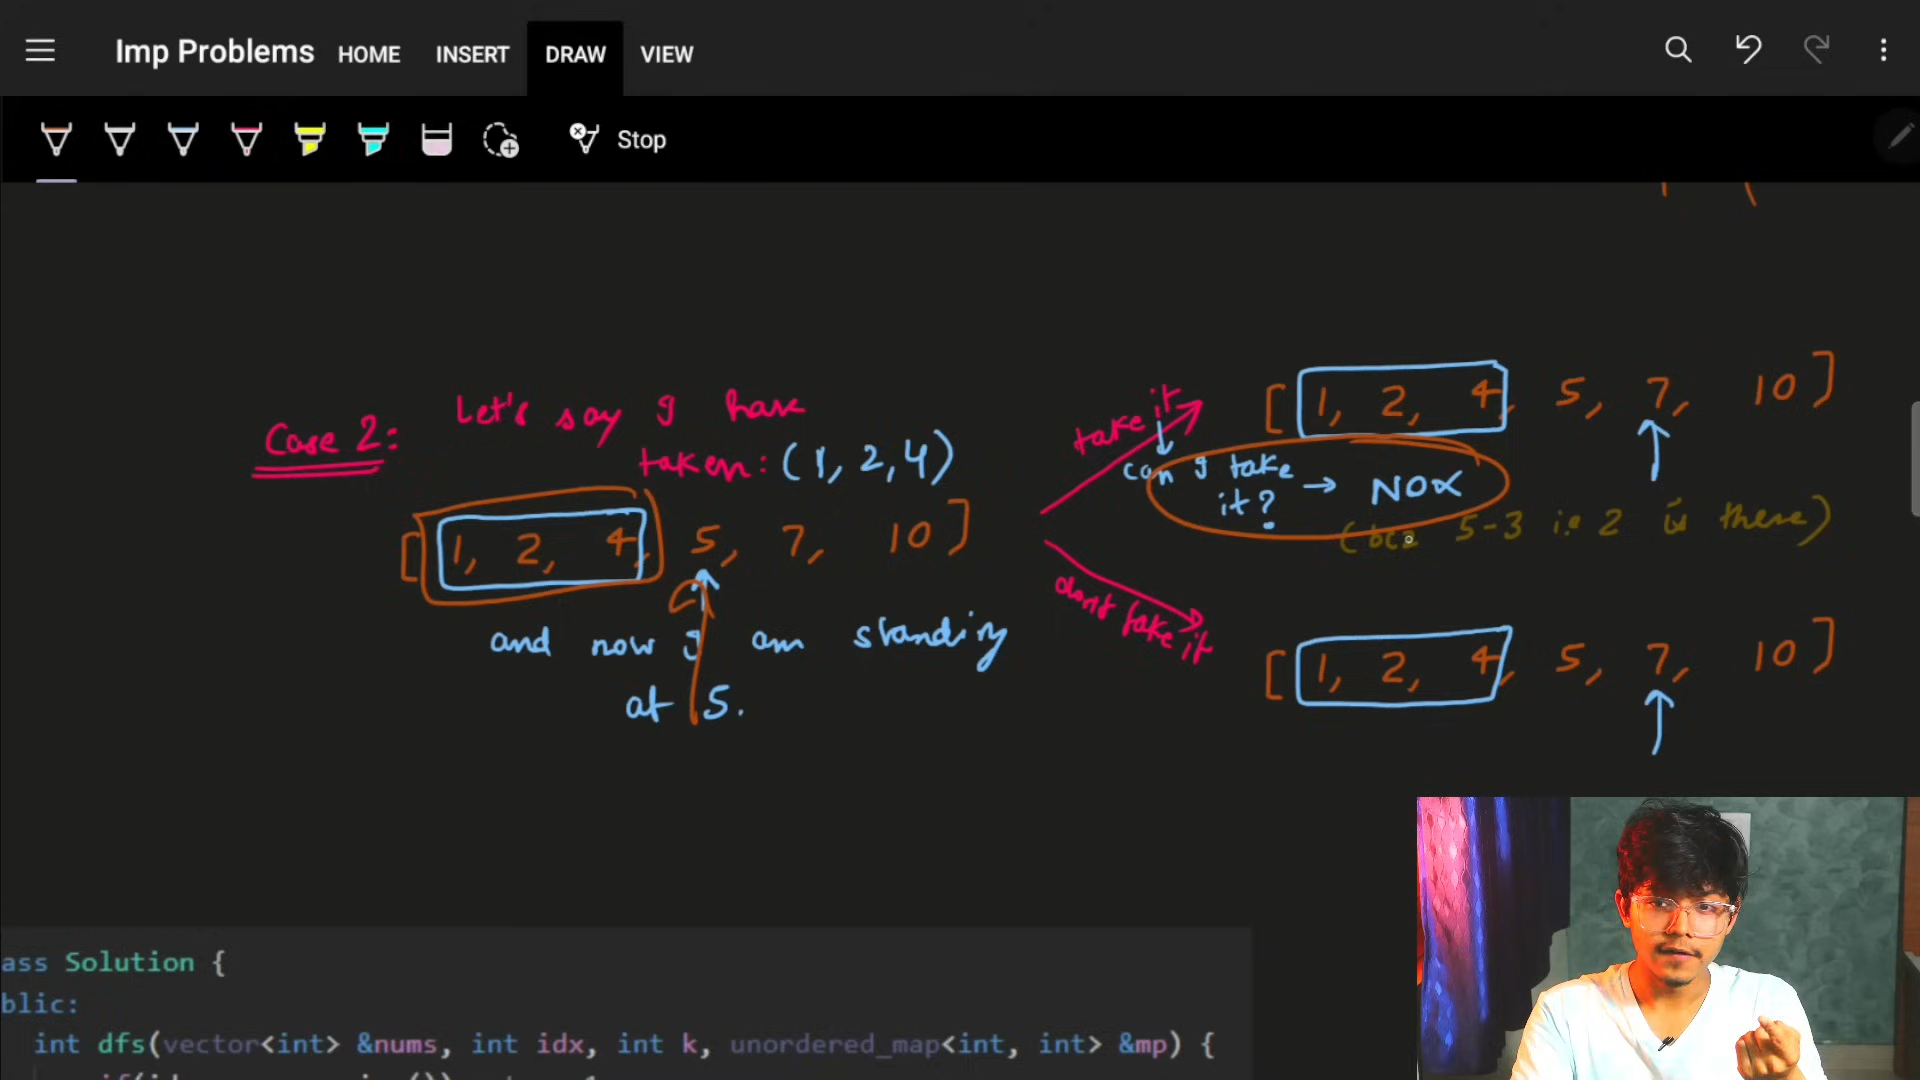 Imp Problems HOME INSERT DRAW VIEW
Stop
Case 2: Let's say I have
taken: (1, 2, 4)
[1, 2, 4, 5, 7, 10]
and now I am standing
at 5.
take it
[1, 2, 4, 5, 7, 10]
can I take
it? → NO
(bcz 5-3 i.e 2 is there)
dont take it
[1, 2, 4, 5, 7, 10]
ass Solution {
blic:
int dfs(vector<int> &nums, int idx, int k, unordered_map<int, int> &mp) {